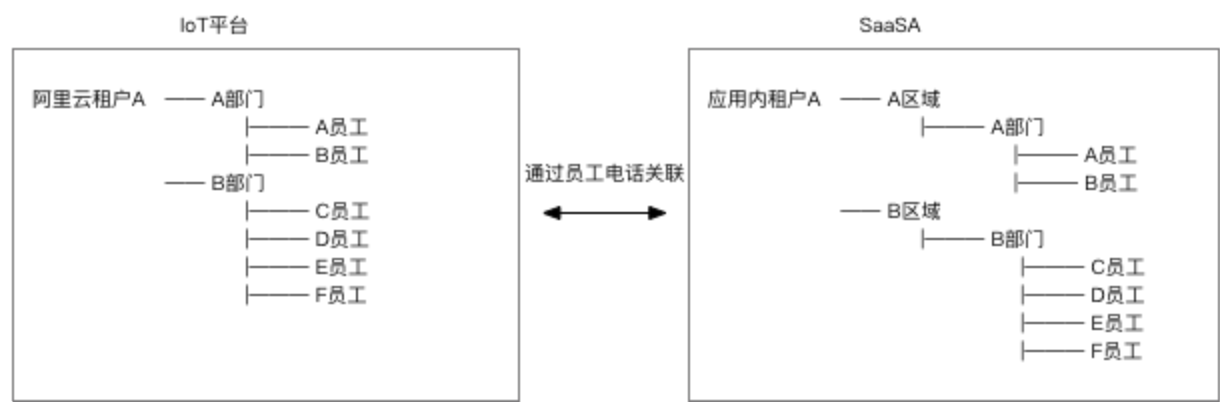 IoT平台
阿里云租户A —— A部门
|—— A员工
|—— B员工
—— B部门
|—— C员工
|—— D员工
|—— E员工
|—— F员工
通过员工电话关联
SaaSA
应用内租户A —— A区域
|—— A部门
|—— A员工
|—— B员工
—— B区域
|—— B部门
|—— C员工
|—— D员工
|—— E员工
|—— F员工